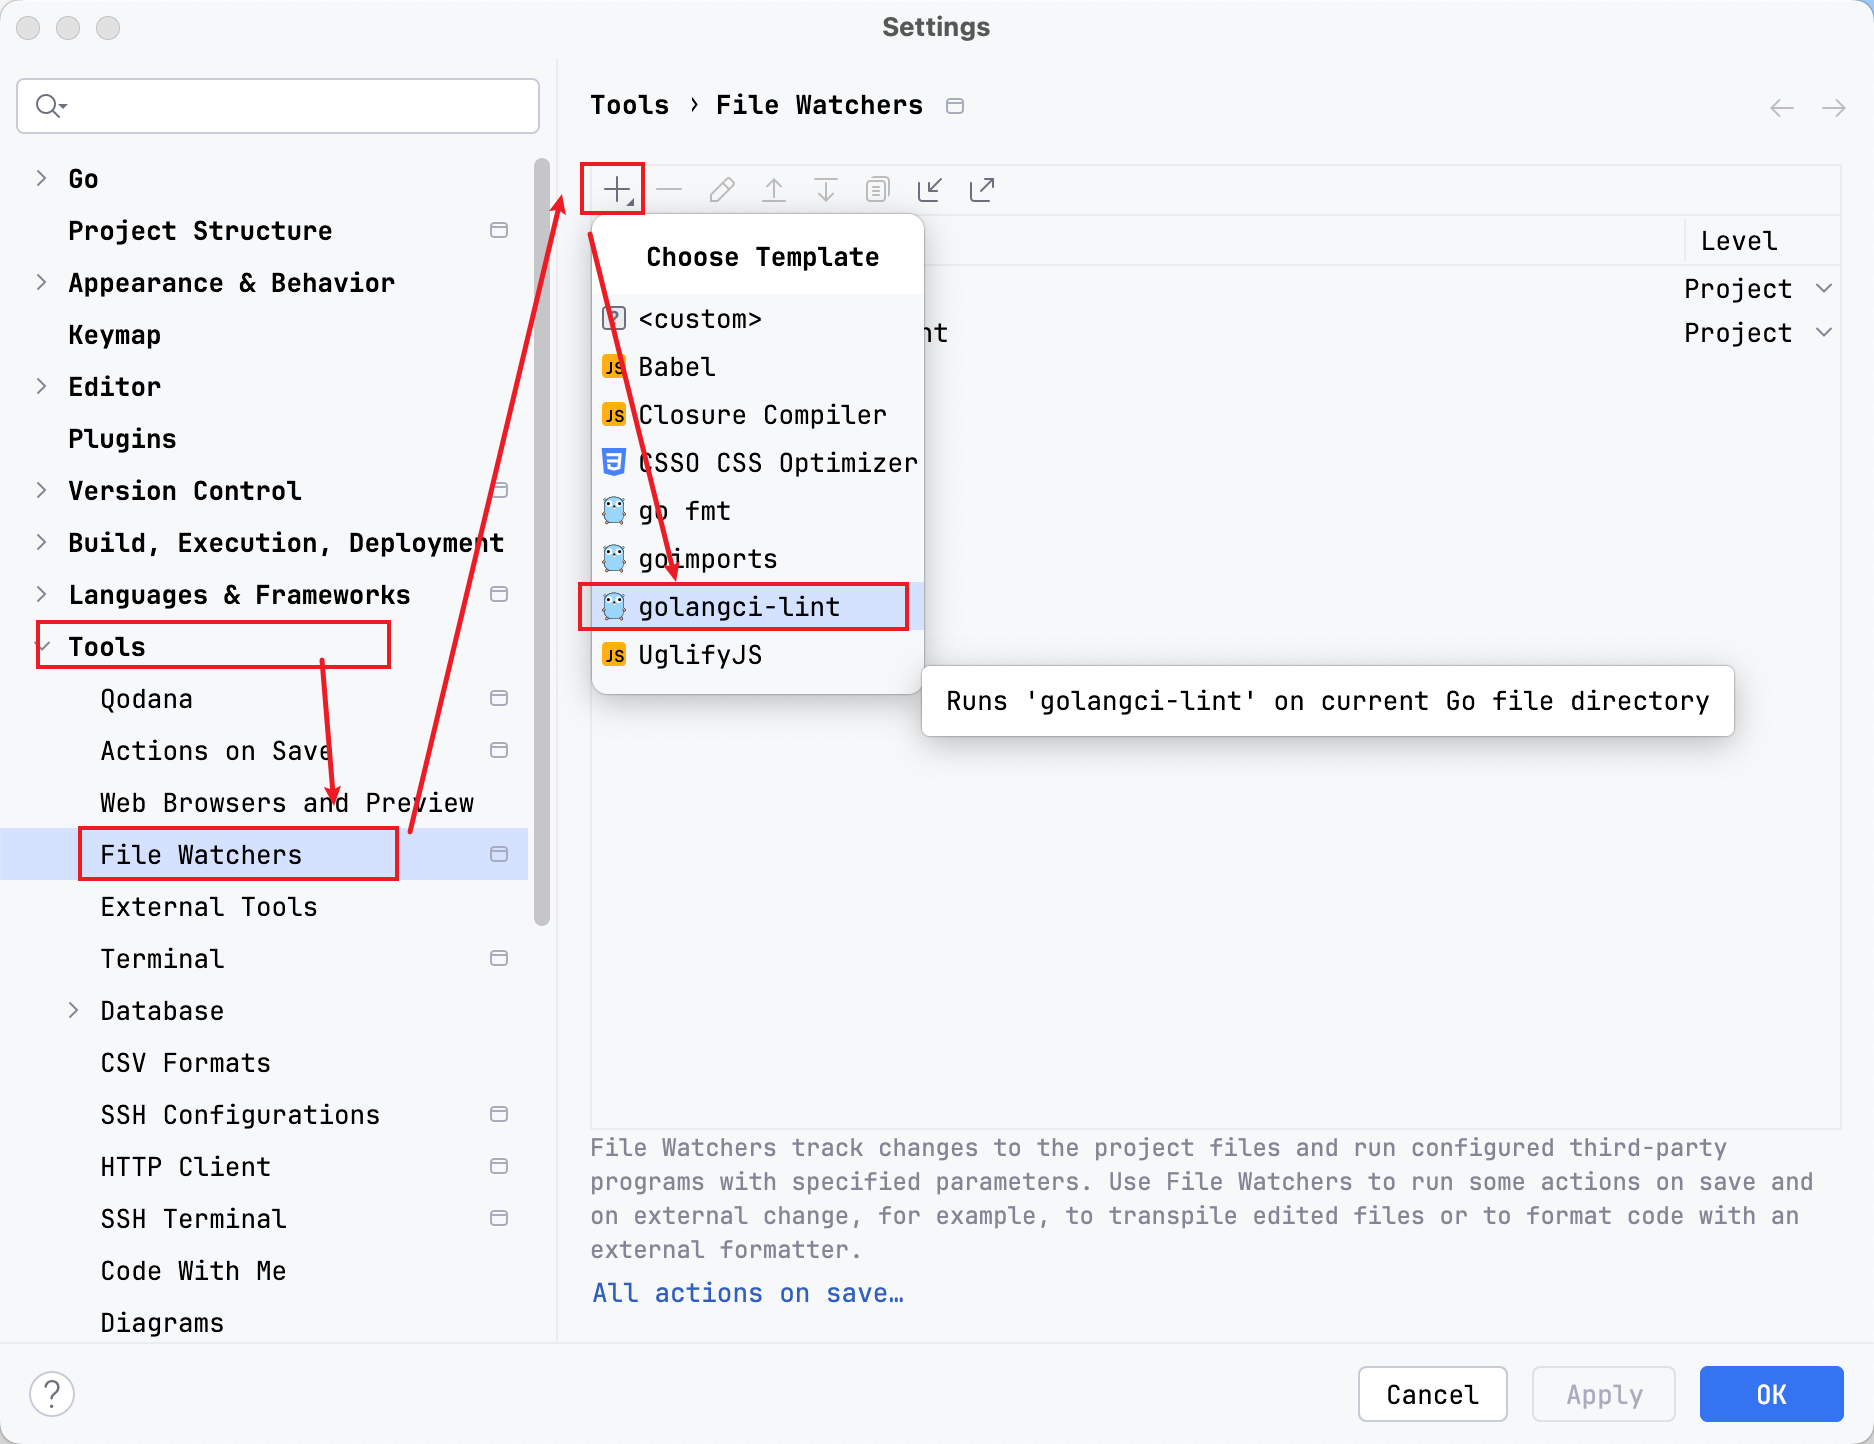 Settings
Go
Project Structure
Appearance & Behavior
Keymap
Editor
Plugins
Version Control
Build, Execution, Deployment
Languages & Frameworks
Tools
Qodana
Actions on Save
Web Browsers and Preview
File Watchers
External Tools
Terminal
Database
CSV Formats
SSH Configurations
HTTP Client
SSH Terminal
Code With Me
Diagrams
Tools › File Watchers
Level
Project
nt Project
Choose Template
<custom>
JS Babel
JS Closure Compiler
CSSO CSS Optimizer
go fmt
goimports
golangci-lint
JS UglifyJS
Runs 'golangci-lint' on current Go file directory
File Watchers track changes to the project files and run configured third-party
programs with specified parameters. Use File Watchers to run some actions on save and
on external change, for example, to transpile edited files or to format code with an
external formatter.
All actions on save…
? Cancel Apply OK